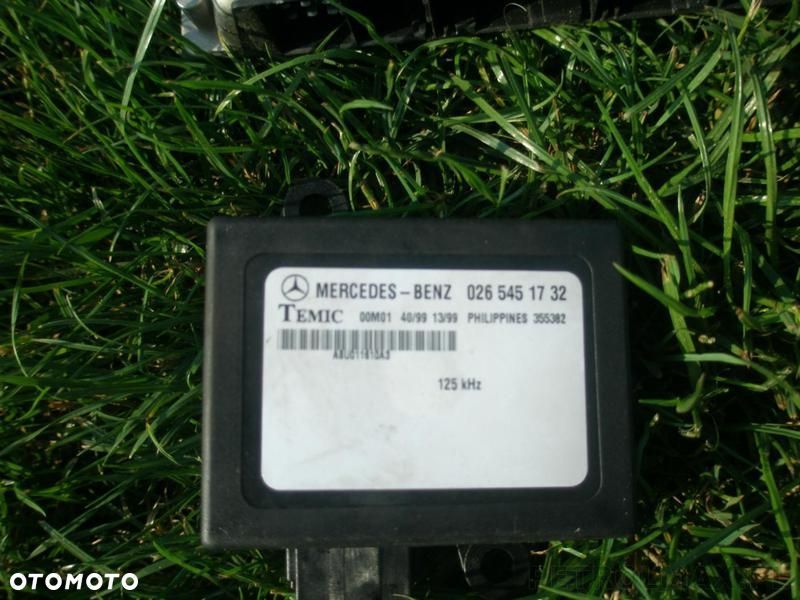 MERCEDES-BENZ 026 545 17 32
TEMIC 00M01 40/99 13/99 PHILIPPINES 355382
125 kHz
OTOMOTO